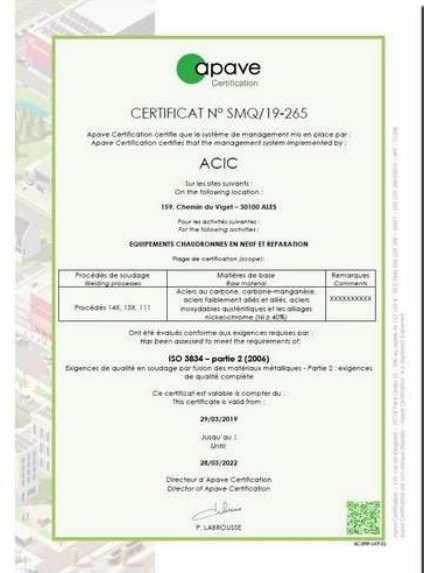 apave
Certification
CERTIFICAT Nº SMQ/19-265
Apave Certification certifie que le système de management mis en place par :
Apave Certification certifies that the management system implemented by :
ACIC
Sur les sites suivants :
On the following location :
159, Chemin du Viget – 30100 ALES
Pour les activités suivantes :
For the following activities :
EQUIPEMENTS CHAUDRONNES EN NEUF ET REPARATION
Plage de certification (scope):
Procédés de soudage
Welding processes
Matières de base
Raw material
Remarques
Comments
Procédés 14X, 13X, 111
Aciers au carbone, carbone-manganèse,
aciers faiblement alliés et alliés, aciers
inoxydables austénitiques et les alliages
nickel-chrome (Ni ≥ 40%)
XXXXXXXXXX
Ont été évalués conforme aux exigences requises par :
Has been assessed to meet the requirements of:
ISO 3834 – partie 2 (2006)
Exigences de qualité en soudage par fusion des matériaux métalliques - Partie 2 : exigences
de qualité complète
Ce certificat est valable à compter du :
This certificate is valid from :
29/03/2019
Jusqu'au :
Until:
28/03/2022
Directeur d'Apave Certification
Director of Apave Certification
P. LABROUSSE